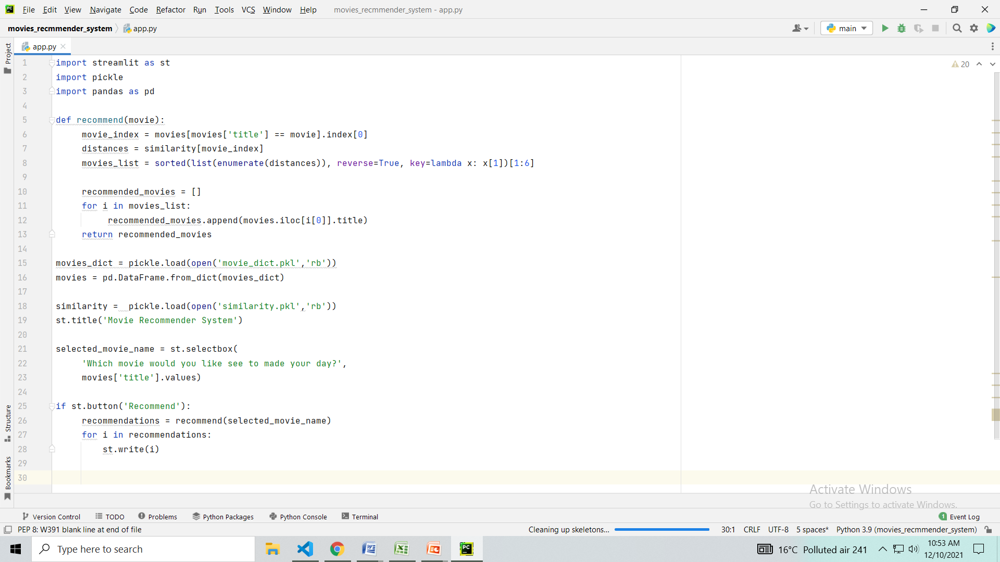 File Edit View Navigate Code Refactor Run Tools VCS Window Help movies_recmmender_system - app.py
movies_recmmender_system app.py main
Project
app.py
20
1 import streamlit as st
2 import pickle
3 import pandas as pd
4
5 def recommend(movie):
6 movie_index = movies[movies['title'] == movie].index[0]
7 distances = similarity[movie_index]
8 movies_list = sorted(list(enumerate(distances)), reverse=True, key=lambda x: x[1])[1:6]
9
10 recommended_movies = []
11 for i in movies_list:
12 recommended_movies.append(movies.iloc[i[0]].title)
13 return recommended_movies
14
15 movies_dict = pickle.load(open('movie_dict.pkl','rb'))
16 movies = pd.DataFrame.from_dict(movies_dict)
17
18 similarity =  pickle.load(open('similarity.pkl','rb'))
19 st.title('Movie Recommender System')
20
21 selected_movie_name = st.selectbox(
22 'Which movie would you like see to made your day?',
23 movies['title'].values)
24
25 if st.button('Recommend'):
26 recommendations = recommend(selected_movie_name)
27 for i in recommendations:
28 st.write(i)
29
30
Structure
Bookmarks
Activate Windows
Go to Settings to activate Windows.
Version Control TODO Problems Python Packages Python Console Terminal 1 Event Log
PEP 8: W391 blank line at end of file Cleaning up skeletons... 30:1 CRLF UTF-8 5 spaces* Python 3.9 (movies_recmmender_system)
Type here to search 16°C Polluted air 241 10:53 AM
12/10/2021